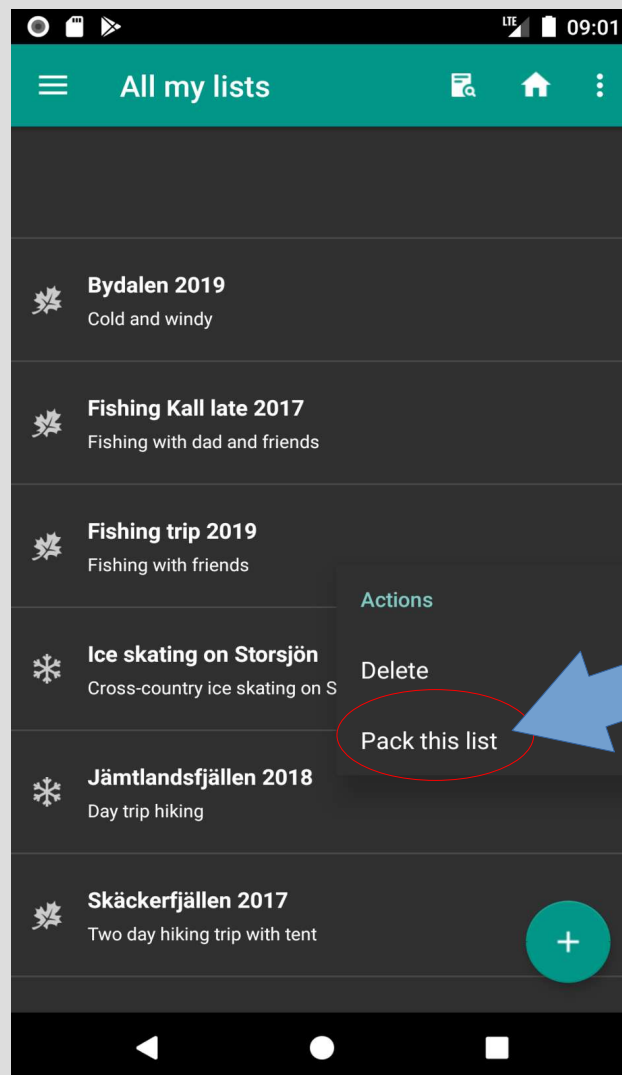 LTE 09:01
All my lists
Bydalen 2019
Cold and windy
Fishing Kall late 2017
Fishing with dad and friends
Fishing trip 2019
Fishing with friends
Actions
Ice skating on Storsjön
Delete
Cross-country ice skating on S
Pack this list
Jämtlandsfjällen 2018
Day trip hiking
Skäckerfjällen 2017
Two day hiking trip with tent
+